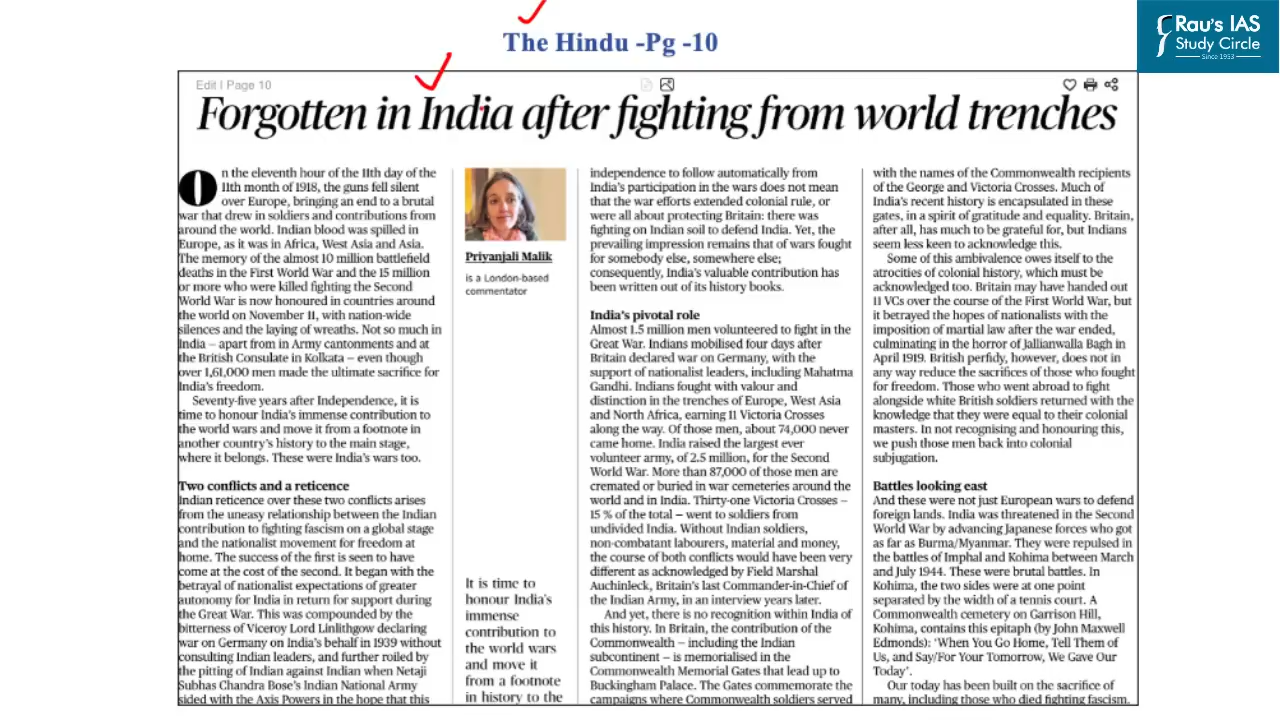 The Hindu -Pg -10
Rau's IAS
Study Circle
Since 1953
Edit | Page 10
Forgotten in India after fighting from world trenches
On the eleventh hour of the 11th day of the
11th month of 1918, the guns fell silent
over Europe, bringing an end to a brutal
war that drew in soldiers and contributions from
around the world. Indian blood was spilled in
Europe, as it was in Africa, West Asia and Asia.
The memory of the almost 10 million battlefield
deaths in the First World War and the 15 million
or more who were killed fighting the Second
World War is now honoured in countries around
the world on November 11, with nation-wide
silences and the laying of wreaths. Not so much in
India – apart from in Army cantonments and at
the British Consulate in Kolkata – even though
over 1,61,000 men made the ultimate sacrifice for
India's freedom.
Seventy-five years after Independence, it is
time to honour India's immense contribution to
the world wars and move it from a footnote in
another country's history to the main stage,
where it belongs. These were India's wars too.
Two conflicts and a reticence
Indian reticence over these two conflicts arises
from the uneasy relationship between the Indian
contribution to fighting fascism on a global stage
and the nationalist movement for freedom at
home. The success of the first is seen to have
come at the cost of the second. It began with the
betrayal of nationalist expectations of greater
autonomy for India in return for support during
the Great War. This was compounded by the
bitterness of Viceroy Lord Linlithgow declaring
war on Germany on India's behalf in 1939 without
consulting Indian leaders, and further roiled by
the pitting of Indian against Indian when Netaji
Subhas Chandra Bose's Indian National Army
sided with the Axis Powers in the hope that this
Priyanjali Malik
is a London-based
commentator
It is time to
honour India's
immense
contribution to
the world wars
and move it
from a footnote
in history to the
independence to follow automatically from
India's participation in the wars does not mean
that the war efforts extended colonial rule, or
were all about protecting Britain: there was
fighting on Indian soil to defend India. Yet, the
prevailing impression remains that of wars fought
for somebody else, somewhere else;
consequently, India's valuable contribution has
been written out of its history books.
India's pivotal role
Almost 1.5 million men volunteered to fight in the
Great War. Indians mobilised four days after
Britain declared war on Germany, with the
support of nationalist leaders, including Mahatma
Gandhi. Indians fought with valour and
distinction in the trenches of Europe, West Asia
and North Africa, earning 11 Victoria Crosses
along the way. Of those men, about 74,000 never
came home. India raised the largest ever
volunteer army, of 2.5 million, for the Second
World War. More than 87,000 of those men are
cremated or buried in war cemeteries around the
world and in India. Thirty-one Victoria Crosses –
15 % of the total – went to soldiers from
undivided India. Without Indian soldiers,
non-combatant labourers, material and money,
the course of both conflicts would have been very
different as acknowledged by Field Marshal
Auchinleck, Britain's last Commander-in-Chief of
the Indian Army, in an interview years later.
And yet, there is no recognition within India of
this history. In Britain, the contribution of the
Commonwealth – including the Indian
subcontinent – is memorialised in the
Commonwealth Memorial Gates that lead up to
Buckingham Palace. The Gates commemorate the
campaigns where Commonwealth soldiers served
with the names of the Commonwealth recipients
of the George and Victoria Crosses. Much of
India's recent history is encapsulated in these
gates, in a spirit of gratitude and equality. Britain,
after all, has much to be grateful for, but Indians
seem less keen to acknowledge this.
Some of this ambivalence owes itself to the
atrocities of colonial history, which must be
acknowledged too. Britain may have handed out
11 VCs over the course of the First World War, but
it betrayed the hopes of nationalists with the
imposition of martial law after the war ended,
culminating in the horror of Jallianwalla Bagh in
April 1919. British perfidy, however, does not in
any way reduce the sacrifices of those who fought
for freedom. Those who went abroad to fight
alongside white British soldiers returned with the
knowledge that they were equal to their colonial
masters. In not recognising and honouring this,
we push those men back into colonial
subjugation.
Battles looking east
And these were not just European wars to defend
foreign lands. India was threatened in the Second
World War by advancing Japanese forces who got
as far as Burma/Myanmar. They were repulsed in
the battles of Imphal and Kohima between March
and July 1944. These were brutal battles. In
Kohima, the two sides were at one point
separated by the width of a tennis court. A
Commonwealth cemetery on Garrison Hill,
Kohima, contains this epitaph (by John Maxwell
Edmonds): 'When You Go Home, Tell Them of
Us, and Say/For Your Tomorrow, We Gave Our
Today'.
Our today has been built on the sacrifice of
many, including those who died fighting fascism.